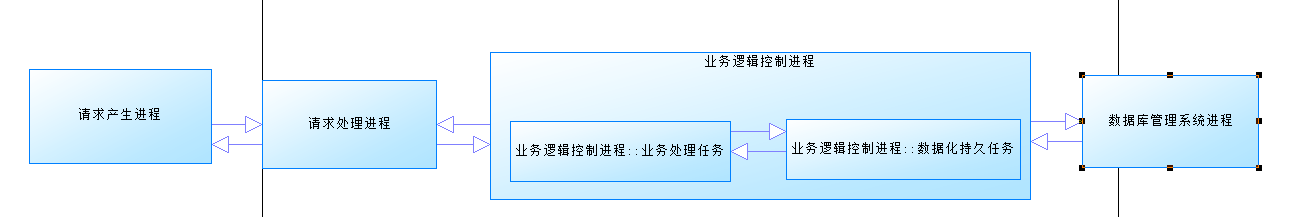 业务逻辑控制进程
请求产生进程
请求处理进程
业务逻辑控制进程::业务处理任务
业务逻辑控制进程::数据化持久任务
数据库管理系统进程